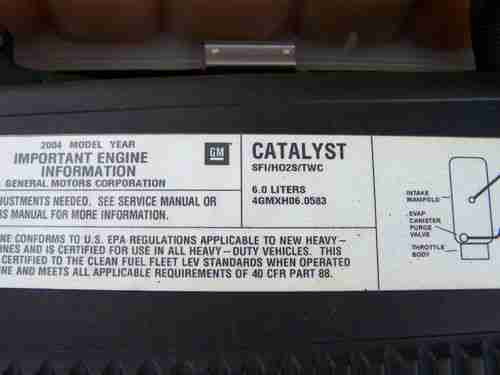 2004 MODEL YEAR
IMPORTANT ENGINE
INFORMATION
GENERAL MOTORS CORPORATION
GM
CATALYST
SFI/HO2S/TWC
6.0 LITERS
4GMXH06.0583
JUSTMENTS NEEDED. SEE SERVICE MANUAL OR
S MANUAL FOR MORE INFORMATION.
NE CONFORMS TO U.S. EPA REGULATIONS APPLICABLE TO NEW HEAVY-
INES AND IS CERTIFIED FOR USE IN ALL HEAVY-DUTY VEHICLES. THIS
CERTIFIED TO THE CLEAN FUEL FLEET LEV STANDARDS WHEN OPERATED
INE AND MEETS ALL APPLICABLE REQUIREMENTS OF 40 CFR PART 88.
INTAKE
MANIFOLD
EVAP
CANISTER
PURGE
VALVE
THROTTLE
BODY